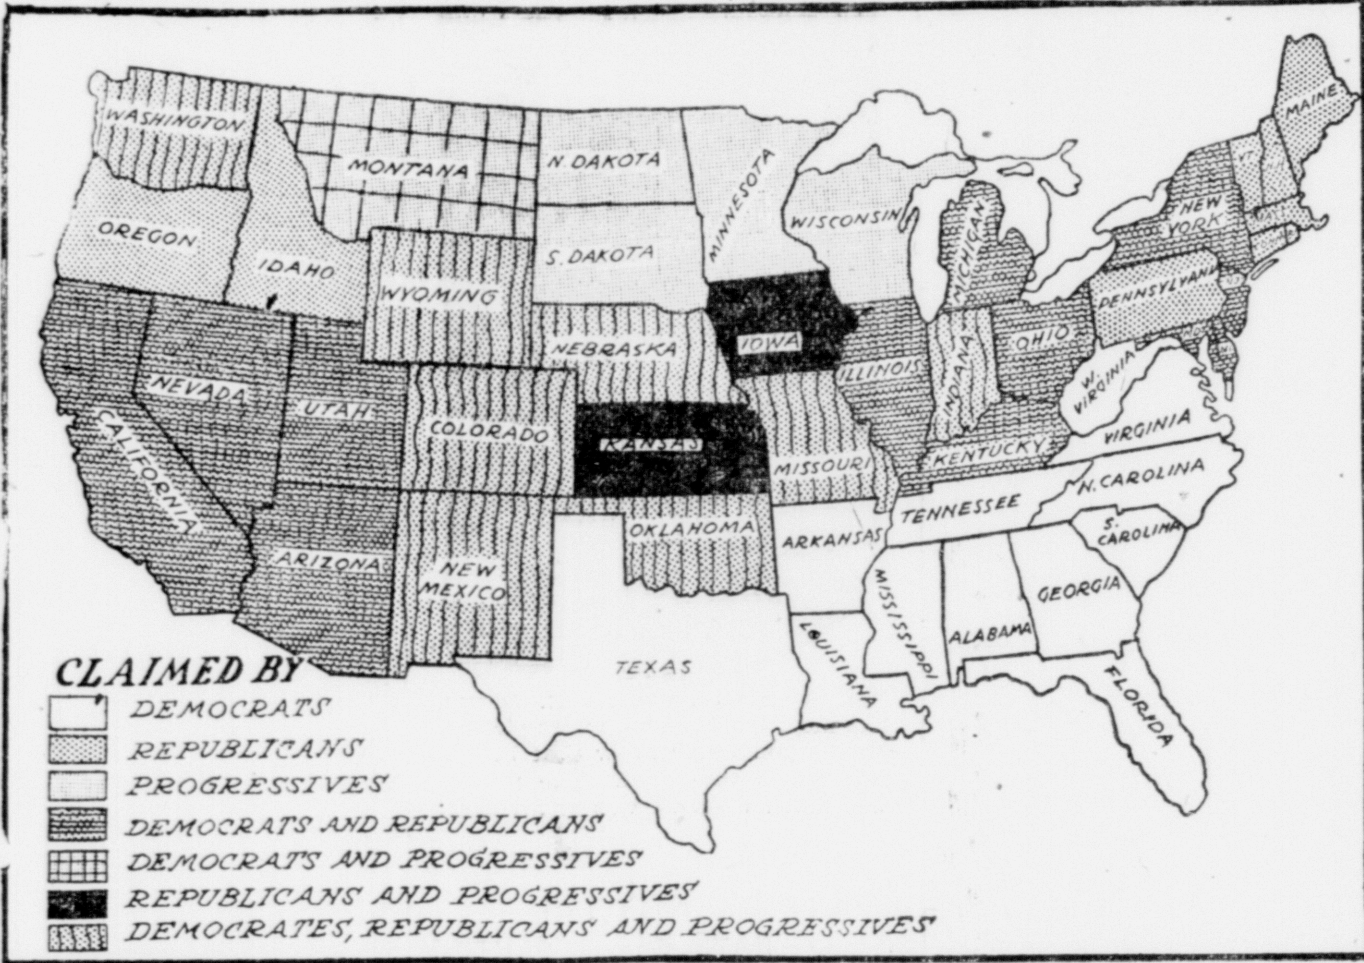 WASHINGTON
MONTANA
N. DAKOTA
MINNESOTA
MAINE
OREGON
IDAHO
WYOMING
S. DAKOTA
WISCONSIN
MICHIGAN
NEW
YORK
VT.
PENNSYLVANIA
NEBRASKA
IOWA
ILLINOIS
INDIANA
OHIO
W.
VIRGINIA
VIRGINIA
NEVADA
UTAH
COLORADO
KANSAS
MISSOURI
KENTUCKY
CALIFORNIA
ARIZONA
NEW
MEXICO
OKLAHOMA
ARKANSAS
TENNESSEE
N. CAROLINA
S.
CAROLINA
TEXAS
LOUISIANA
MISSISSIPPI
ALABAMA
GEORGIA
FLORIDA
CLAIMED BY
DEMOCRATS
REPUBLICANS
PROGRESSIVES
DEMOCRATS AND REPUBLICANS
DEMOCRATS AND PROGRESSIVES
REPUBLICANS AND PROGRESSIVES
DEMOCRATES, REPUBLICANS AND PROGRESSIVES